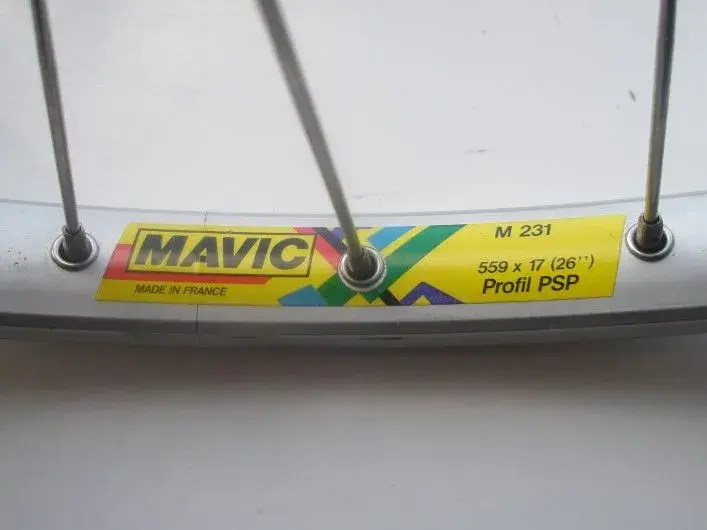 MAVIC
MADE IN FRANCE
M 231
559 x 17 (26'')
Profil PSP